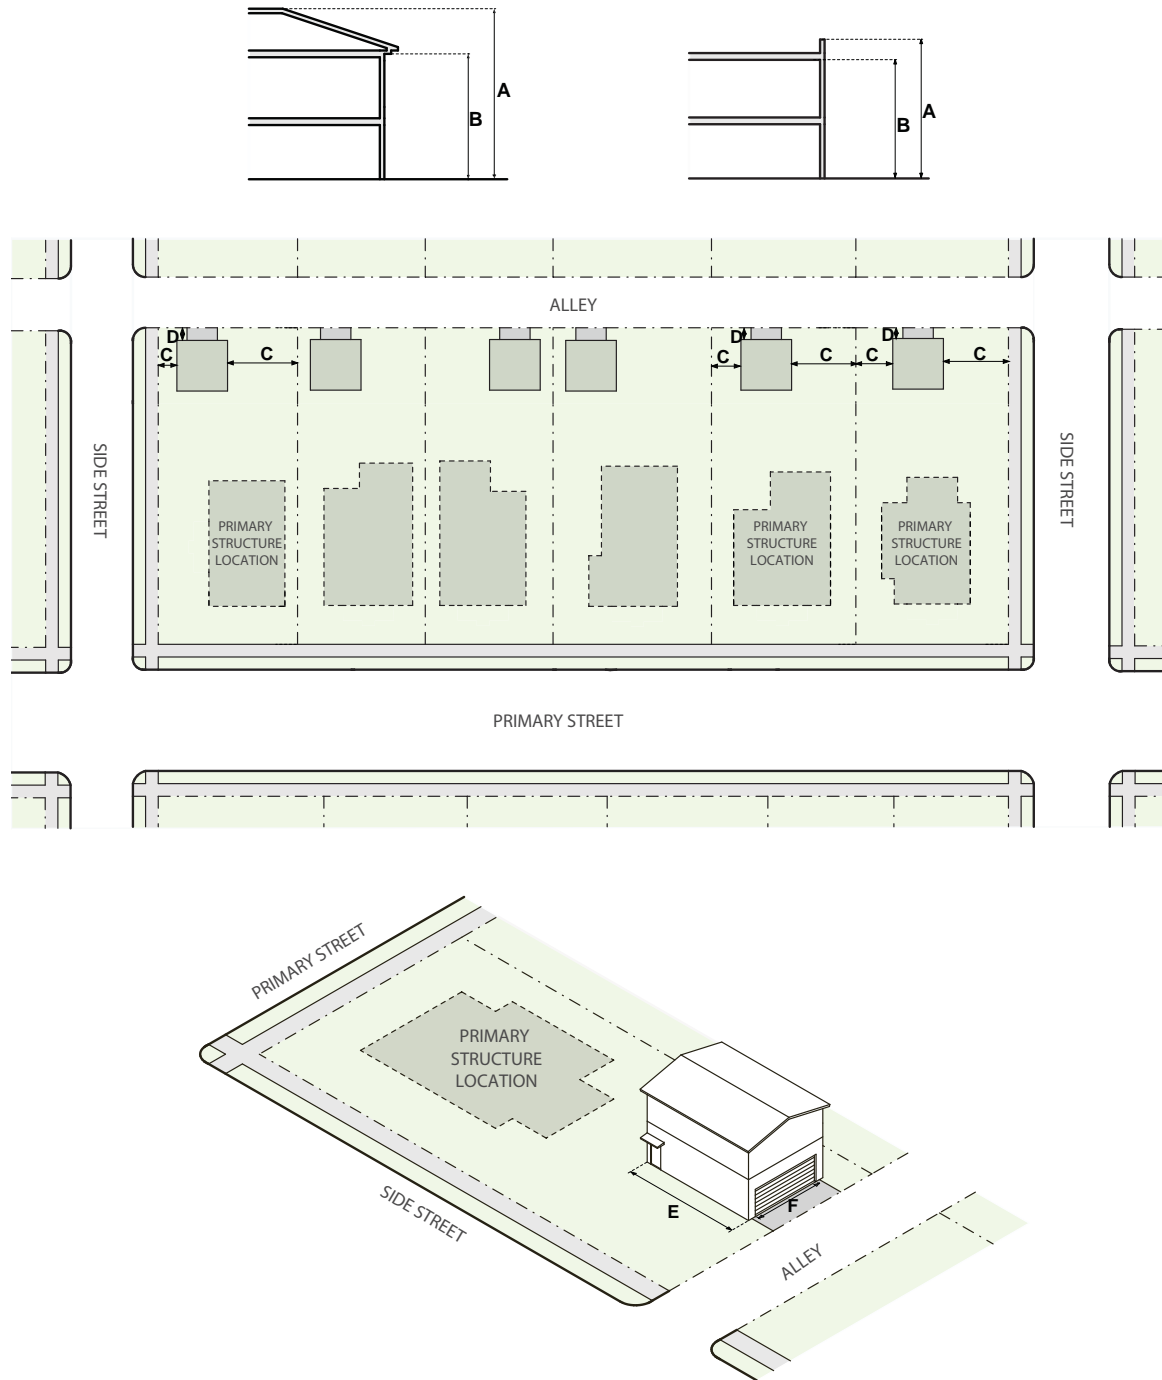 A
B
A
B
ALLEY
D
C
C
D
C
C
C
D
C
SIDE STREET
SIDE STREET
PRIMARY
STRUCTURE
LOCATION
PRIMARY
STRUCTURE
LOCATION
PRIMARY
STRUCTURE
LOCATION
PRIMARY STREET
PRIMARY STREET
PRIMARY
STRUCTURE
LOCATION
SIDE STREET
E
F
ALLEY